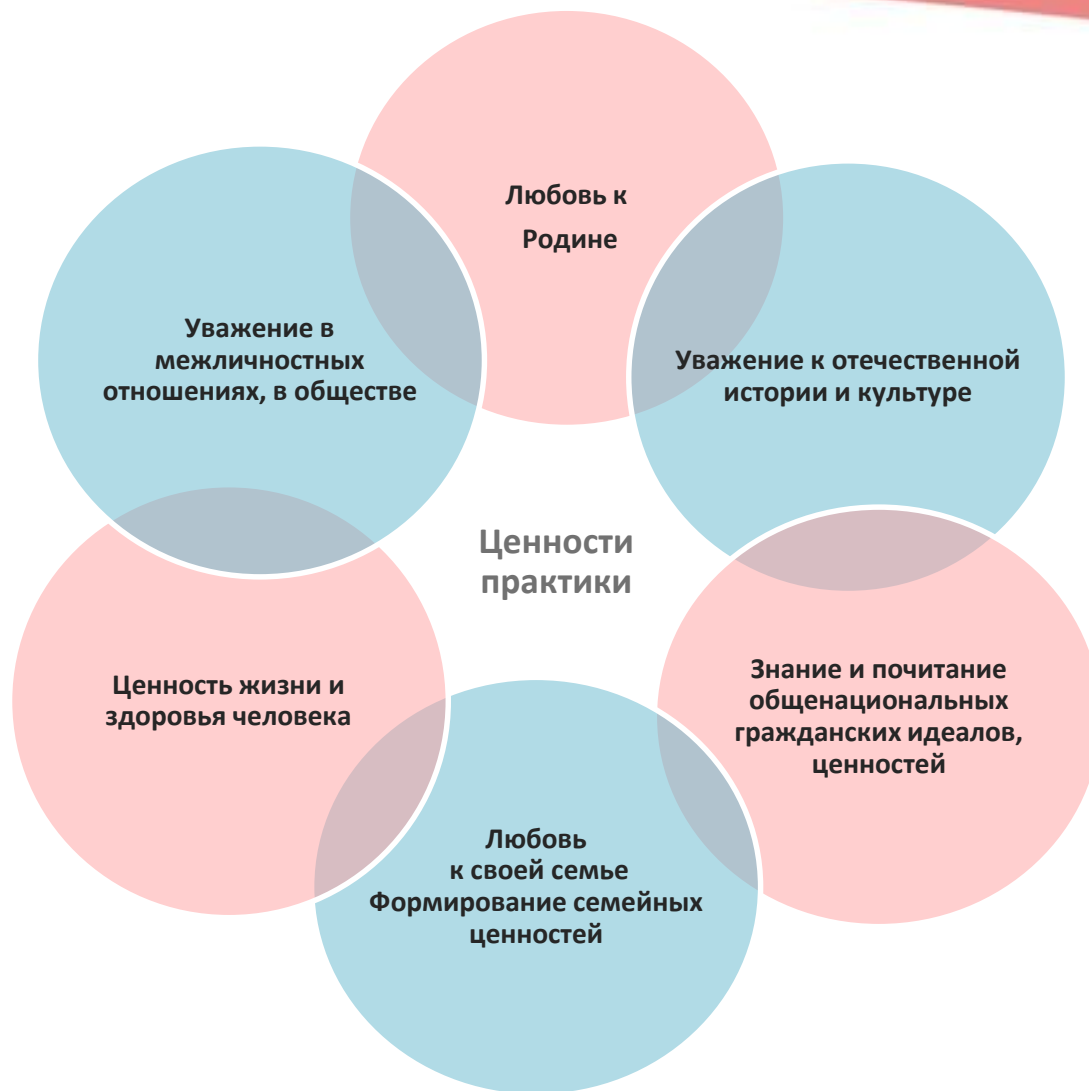 Любовь к
Родине
Уважение в
межличностных
отношениях, в обществе
Уважение к отечественной
истории и культуре
Ценности
практики
Ценность жизни и
здоровья человека
Знание и почитание
общенациональных
гражданских идеалов,
ценностей
Любовь
к своей семье
Формирование семейных
ценностей